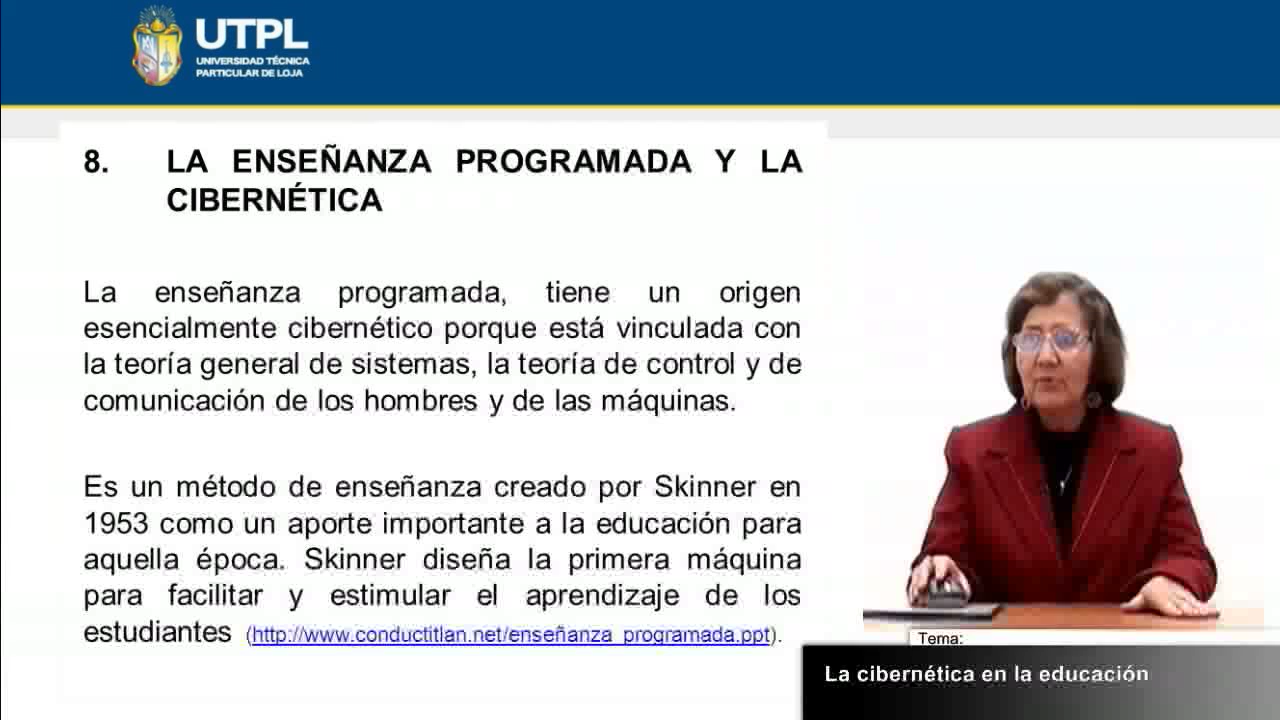 UTPL
UNIVERSIDAD TÉCNICA
PARTICULAR DE LOJA
8. LA ENSEÑANZA PROGRAMADA Y LA
CIBERNÉTICA
La enseñanza programada, tiene un origen
esencialmente cibernético porque está vinculada con
la teoría general de sistemas, la teoría de control y de
comunicación de los hombres y de las máquinas.
Es un método de enseñanza creado por Skinner en
1953 como un aporte importante a la educación para
aquella época. Skinner diseña la primera máquina
para facilitar y estimular el aprendizaje de los
estudiantes (http://www.conductitlan.net/enseñanza_programada.ppt).
Tema:
La cibernética en la educación